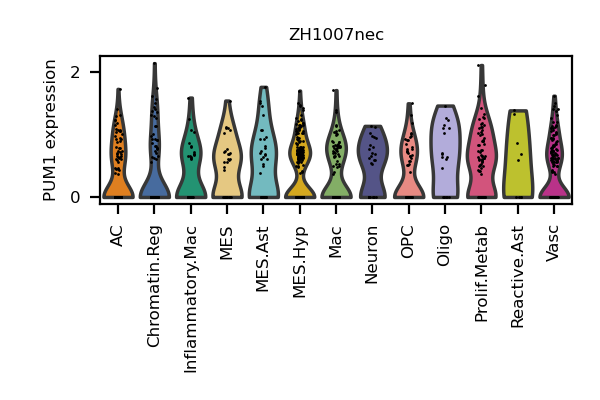 ZH1007nec
PUM1 expression
2
0
AC
Chromatin.Reg
Inflammatory.Mac
MES
MES.Ast
MES.Hyp
Mac
Neuron
OPC
Oligo
Prolif.Metab
Reactive.Ast
Vasc